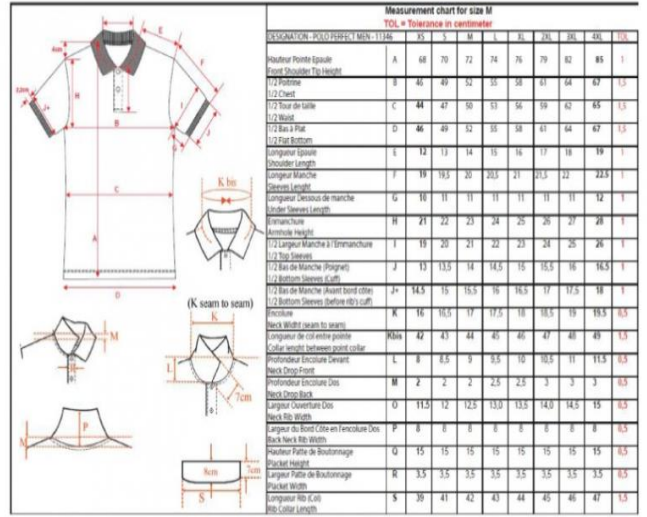 Measurement chart for size M
TOL = Tolerance in centimeter
DESIGNATION - POLO PERFECT MEN - 11346 XS S M L XL 2XL 3XL 4XL TOL
Hauteur Pointe Epaule A 68 70 72 74 76 79 82 85 1
Front Shoulder Tip Height
1/2 Poitrine B 46 49 52 55 58 61 64 67 1,5
1/2 Chest
1/2 Tour de taille C 44 47 50 53 56 59 62 65 1,5
1/2 Waist
1/2 Bas à Plat D 46 49 52 55 58 61 64 67 1,5
1/2 Flat Bottom
Longueur Epaule E 12 13 14 15 16 17 18 19 1
Shoulder Length
Longeur Manche F 19 19,5 20 20,5 21 21,5 22 22.5 1
Sleeves Lenght
Longueur Dessous de manche G 10 11 11 11 11 11 11 12 1
Under Sleeves Length
Enmanchure H 21 22 23 24 25 26 27 28 1
Armhole Height
1/2 Largeur Manche à l'Emmanchure I 19 20 21 22 23 24 25 26 1
1/2 Top Sleeves
1/2 Bas de Manche (Poignet) J 13 13,5 14 14,5 15 15,5 16 16.5 1
1/2 Bottom Sleeves (Cuff)
1/2 Bas de Manche (Avant bord côte) J+ 14.5 15 15,5 16 16,5 17 17,5 18 1
1/2 Bottom Sleeves (before rib's cuff)
Encolure K 16 16,5 17 17,5 18 18,5 19 19.5 0,5
Neck Widht (seam to seam)
Longueur de col entre pointe Kbis 42 43 44 45 46 47 48 49 1,5
Collar lenght between point collar
Profondeur Encolure Devant L 8 8,5 9 9,5 10 10,5 11 11.5 0,5
Neck Drop Front
Profondeur Encolure Dos M 2 2 2 2,5 2,5 3 3 3 0,5
Neck Drop Back
Largeur Ouverture Dos O 11.5 12 12,5 13,0 13,5 14,0 14,5 15 0,5
Neck Rib Width
Largeur du Bord Côte en l'encolure Dos P 8 8 8 8 8 8 8 8 0,5
Back Neck Rib Width
Hauteur Patte de Boutonnage Q 15 15 15 15 15 15 15 15 0,5
Placket Height
Largeur Patte de Boutonnage R 3,5 3,5 3,5 3,5 3,5 3,5 3,5 3,5 0,5
Placket Width
Longueur Rib (Col) S 39 41 42 43 44 45 46 47 1,5
Rib Collar Length
E
F
H
J+
I
J
B
G
C
A
D
K bis
(K seam to seam)
K
M
L
7cm
R
P
M
8cm
7cm
S